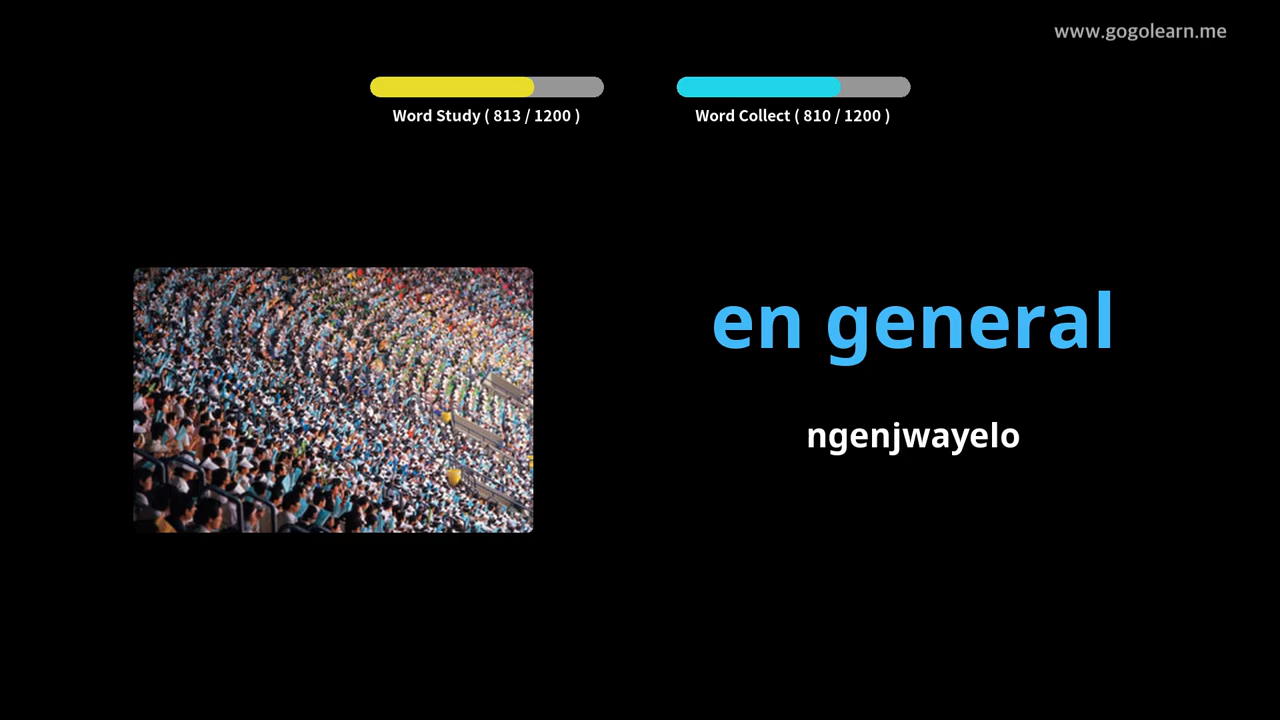 www.gogolearn.me
Word Study ( 813 / 1200 )
Word Collect ( 810 / 1200 )
en general
ngenjwayelo